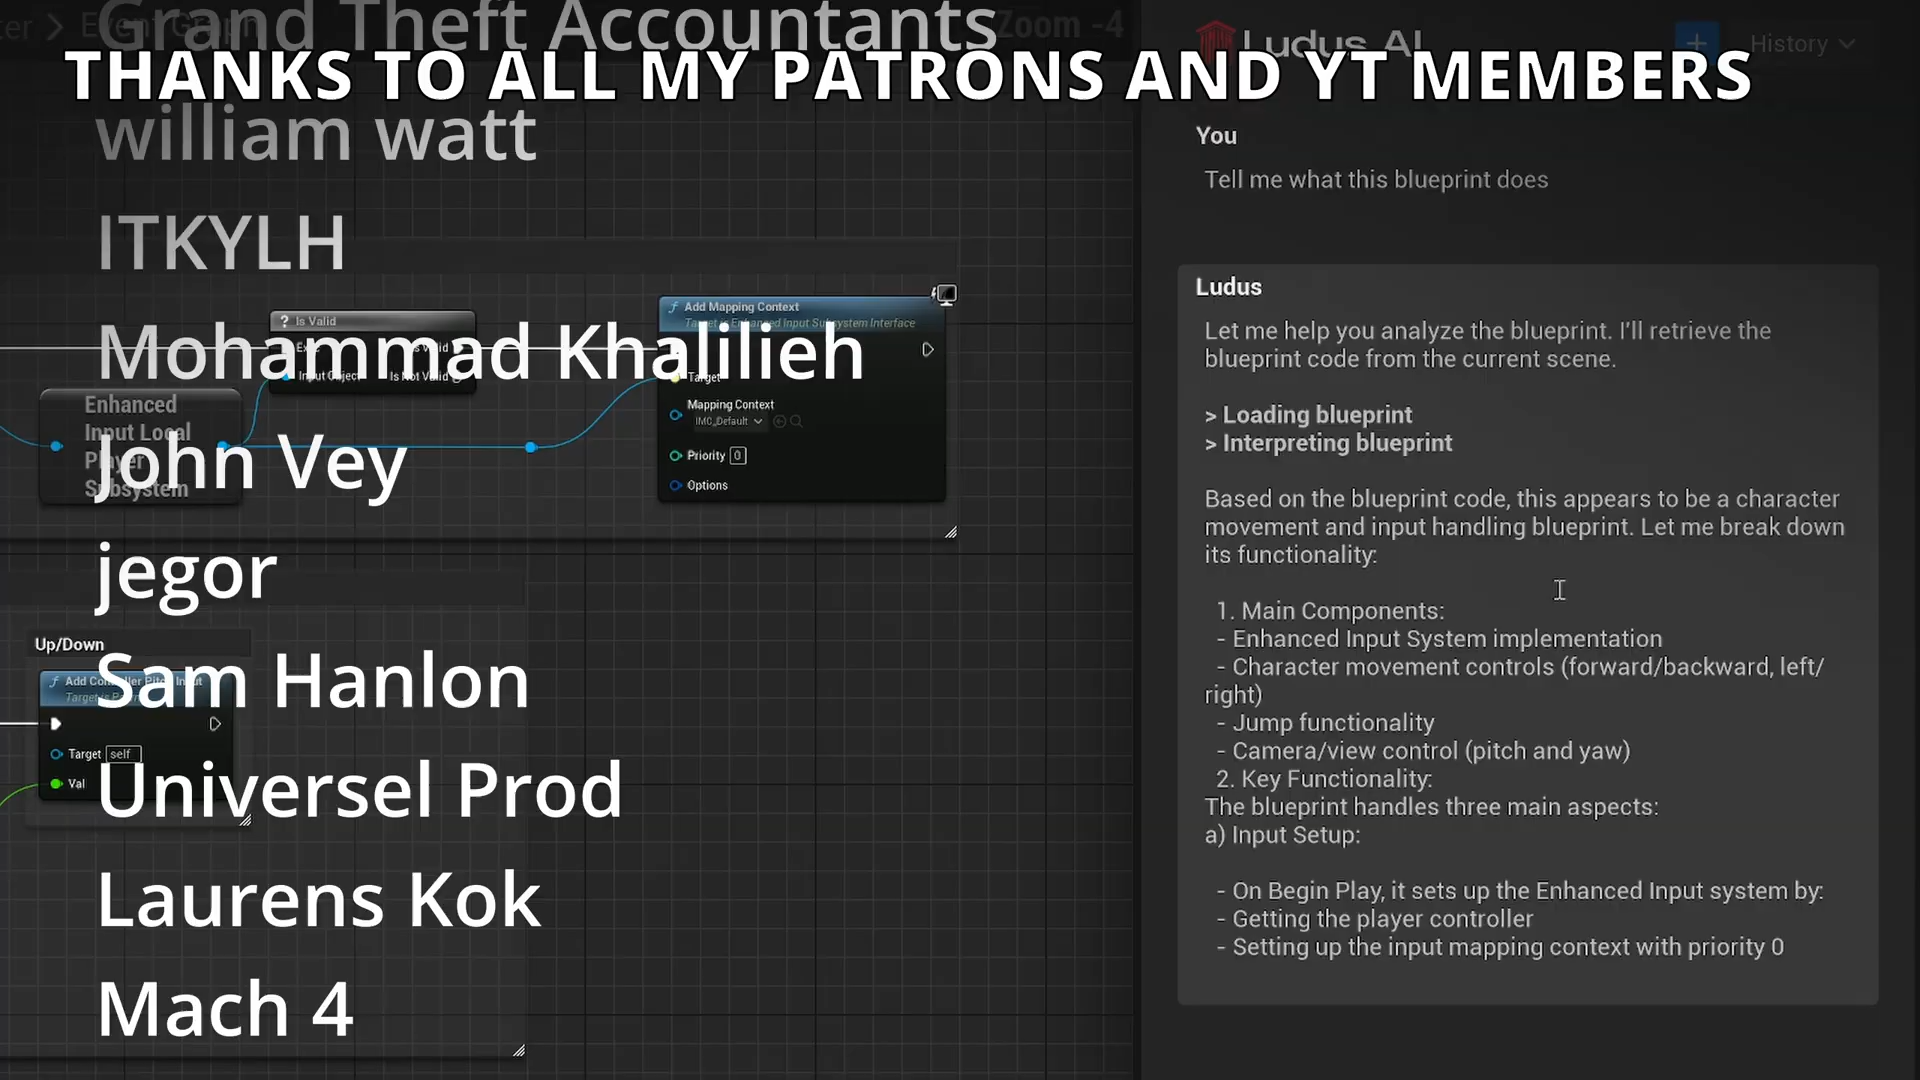 Grand Theft Accountants
Zoom -4
Ludus AI
+ History
THANKS TO ALL MY PATRONS AND YT MEMBERS
william watt
ITKYLH
Is Valid
Add Mapping Context
Target is Enhanced Input Subsystem Interface
Mohammad Khalilieh
Input Object
Is Not Valid
Target
Mapping Context
IMC_Default
Priority 0
Options
Enhanced
Input Local
Player
Subsystem
John Vey
jegor
Up/Down
Sam Hanlon
Target self
Val
Universel Prod
Laurens Kok
Mach 4
You
Tell me what this blueprint does
Ludus
Let me help you analyze the blueprint. I'll retrieve the
blueprint code from the current scene.
> Loading blueprint
> Interpreting blueprint
Based on the blueprint code, this appears to be a character
movement and input handling blueprint. Let me break down
its functionality:
1. Main Components:
- Enhanced Input System implementation
- Character movement controls (forward/backward, left/
right)
- Jump functionality
- Camera/view control (pitch and yaw)
2. Key Functionality:
The blueprint handles three main aspects:
a) Input Setup:
- On Begin Play, it sets up the Enhanced Input system by:
- Getting the player controller
- Setting up the input mapping context with priority 0